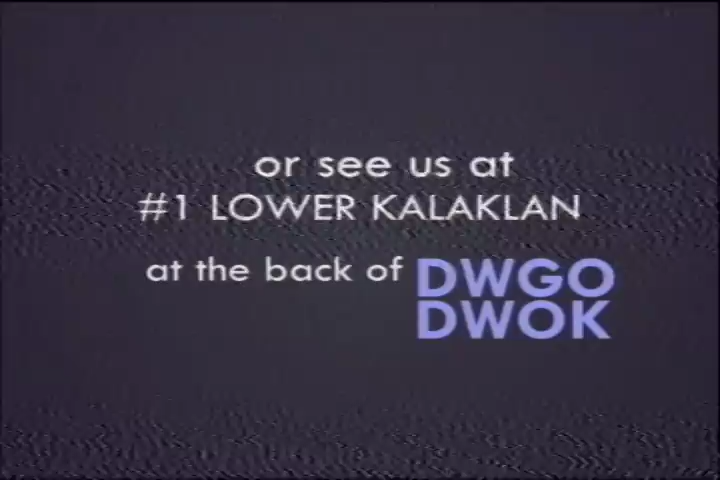 or see us at
#1 LOWER KALAKLAN
at the back of DWGO
DWOK